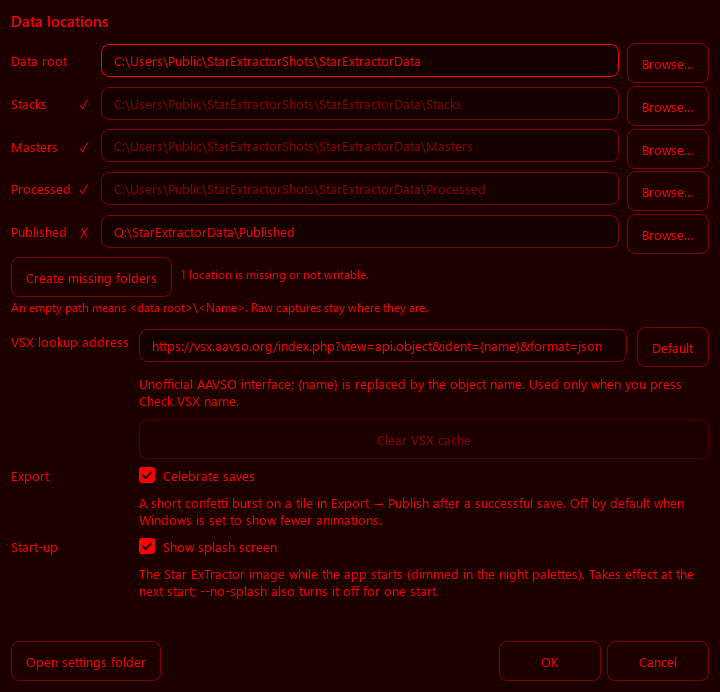 Data locations
Data root C:\Users\Public\StarExtractorShots\StarExtractorData Browse...
Stacks ✓ C:\Users\Public\StarExtractorShots\StarExtractorData\Stacks Browse...
Masters ✓ C:\Users\Public\StarExtractorShots\StarExtractorData\Masters Browse...
Processed ✓ C:\Users\Public\StarExtractorShots\StarExtractorData\Processed Browse...
Published X Q:\StarExtractorData\Published Browse...
Create missing folders 1 location is missing or not writable.
An empty path means <data root>\<Name>. Raw captures stay where they are.
VSX lookup address https://vsx.aavso.org/index.php?view=api.object&ident={name}&format=json Default
Unofficial AAVSO interface; {name} is replaced by the object name. Used only when you press
Check VSX name.
Clear VSX cache
Export Celebrate saves
A short confetti burst on a tile in Export → Publish after a successful save. Off by default when
Windows is set to show fewer animations.
Start-up Show splash screen
The Star ExTractor image while the app starts (dimmed in the night palettes). Takes effect at the
next start; --no-splash also turns it off for one start.
Open settings folder OK Cancel